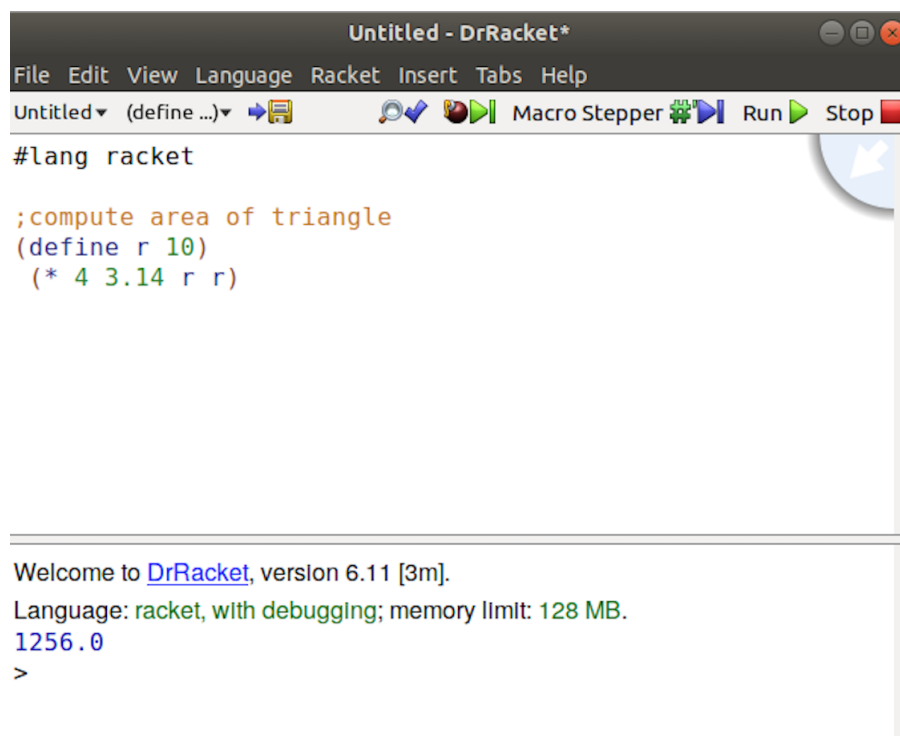 Untitled - DrRacket*
File Edit View Language Racket Insert Tabs Help
Untitled▾ (define ...)▾ Macro Stepper #' Run Stop
#lang racket
;compute area of triangle
(define r 10)
(* 4 3.14 r r)
Welcome to DrRacket, version 6.11 [3m].
Language: racket, with debugging; memory limit: 128 MB.
1256.0
>